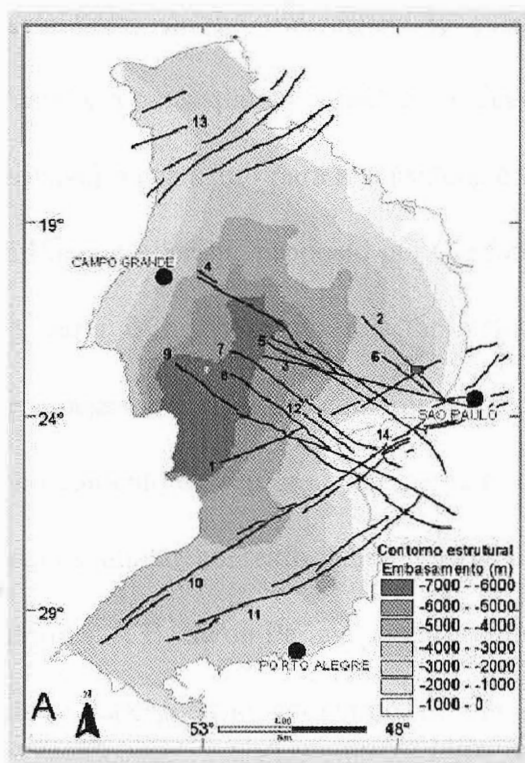 13
19°
CAMPO GRANDE
4
2
7
5
9
3
6
8
12
SAO PAULO
24°
14
1
Contorno estrutural
Embasamento (m)
-7000 - -6000
-6000 - -5000
-5000 - -4000
-4000 - -3000
-3000 - -2000
-2000 - -1000
-1000 - 0
10
29°
11
PORTO ALEGRE
A
N
53°
48°